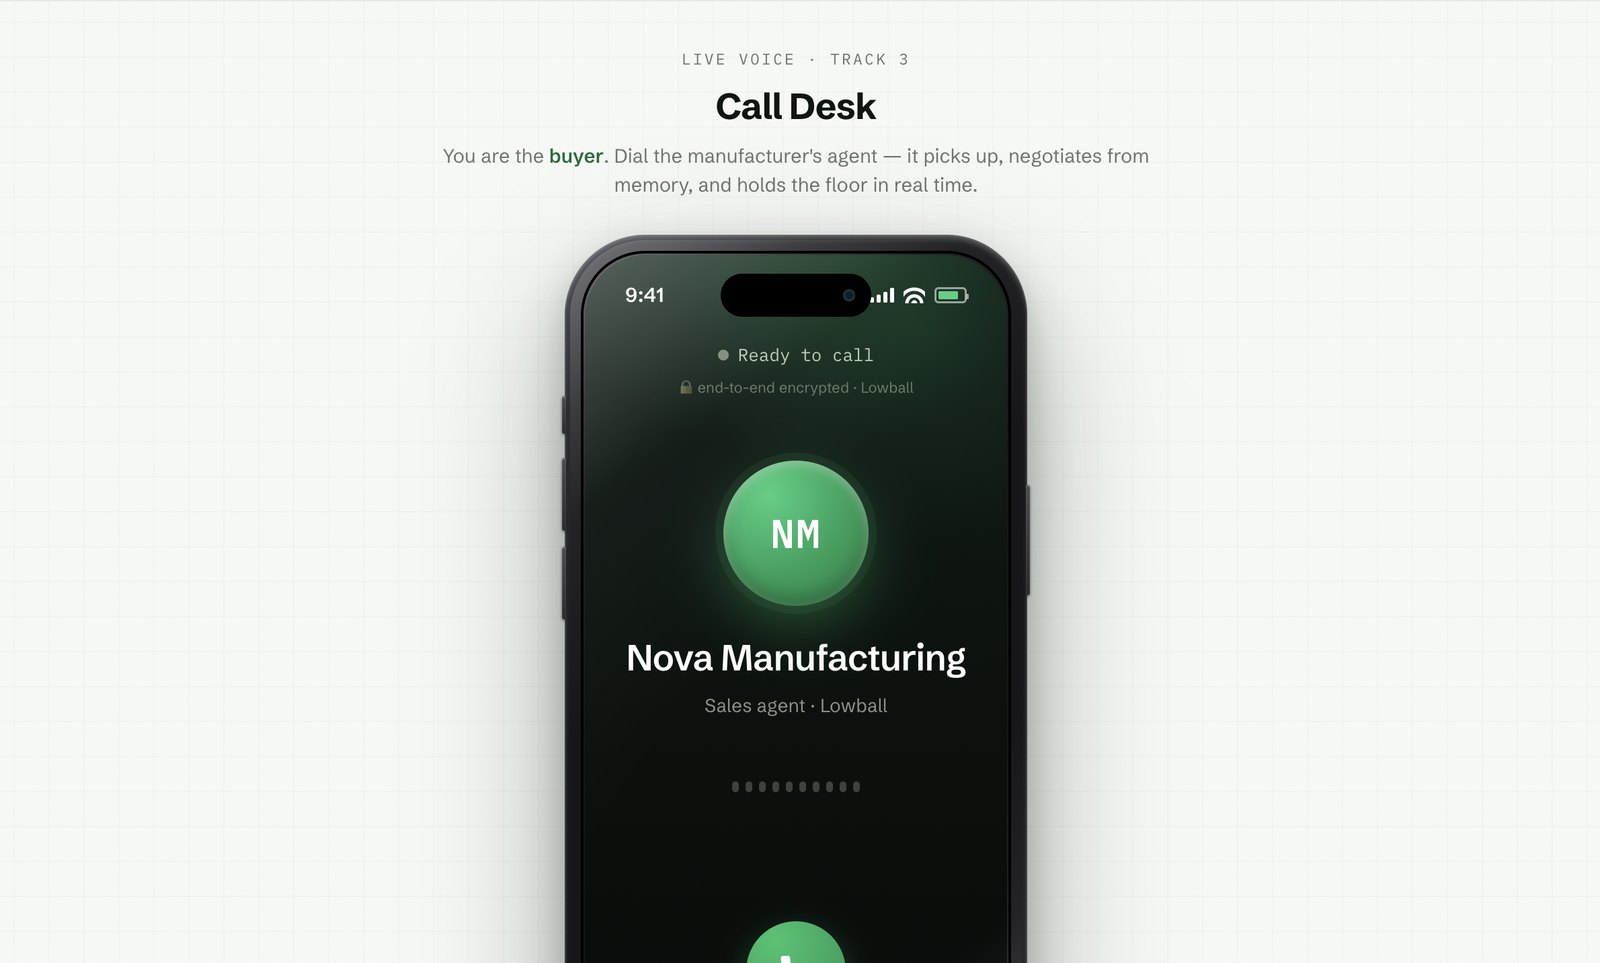 LIVE VOICE · TRACK 3
Call Desk
You are the buyer. Dial the manufacturer's agent — it picks up, negotiates from
memory, and holds the floor in real time.
9:41
Ready to call
🔒 end-to-end encrypted · Lowball
NM
Nova Manufacturing
Sales agent · Lowball